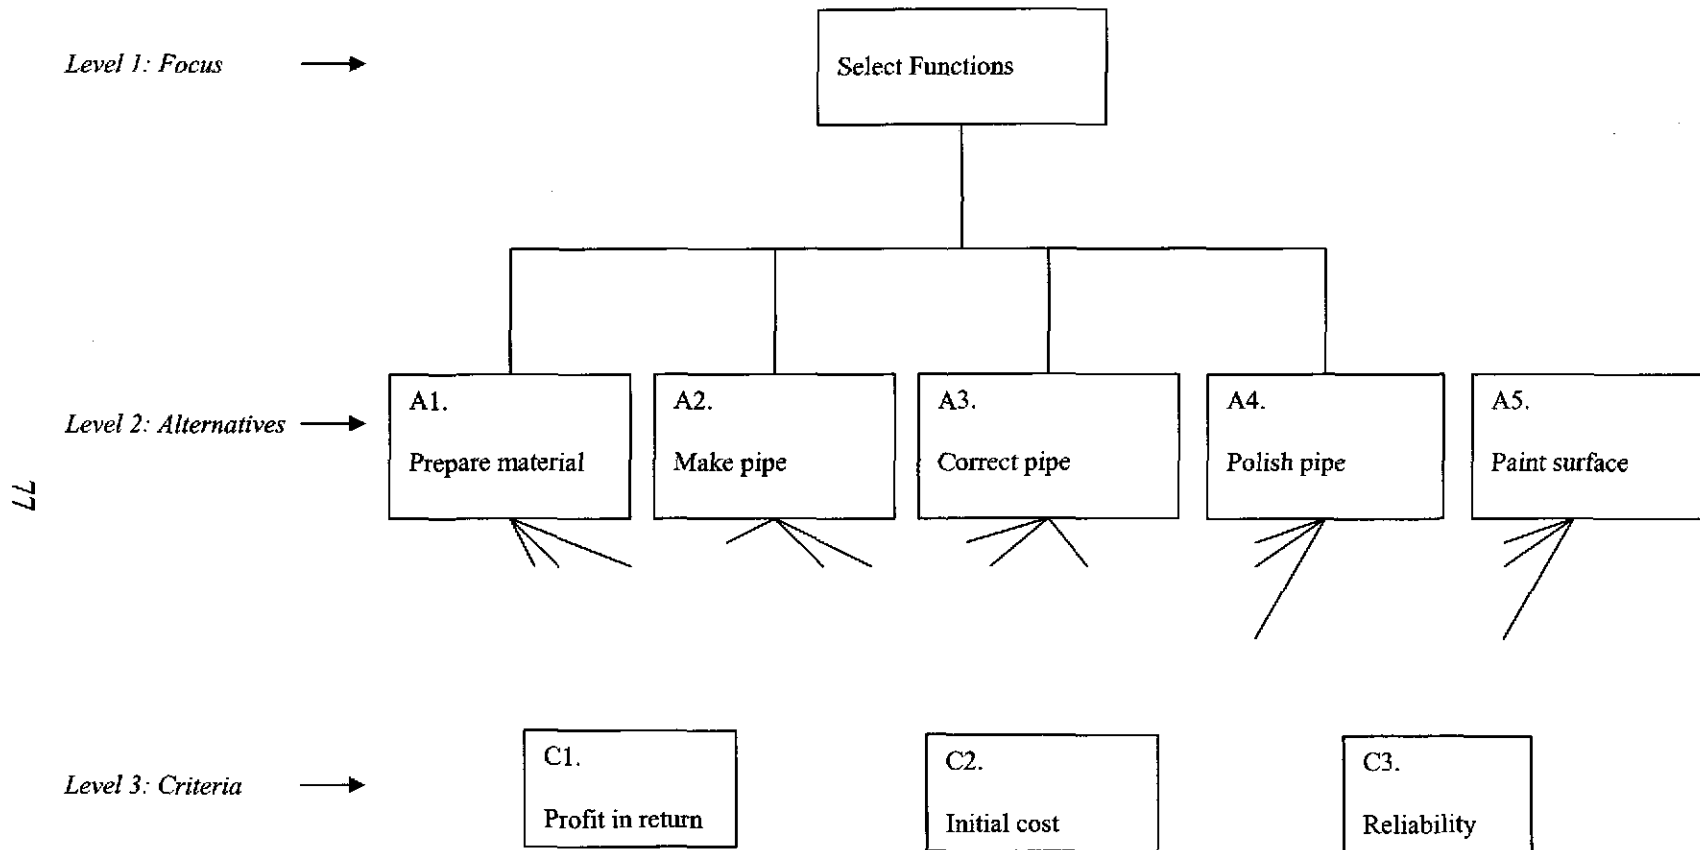 Level 1: Focus
Select Functions
Level 2: Alternatives
A1.
Prepare material
A2.
Make pipe
A3.
Correct pipe
A4.
Polish pipe
A5.
Paint surface
77
Level 3: Criteria
C1.
Profit in return
C2.
Initial cost
C3.
Reliability